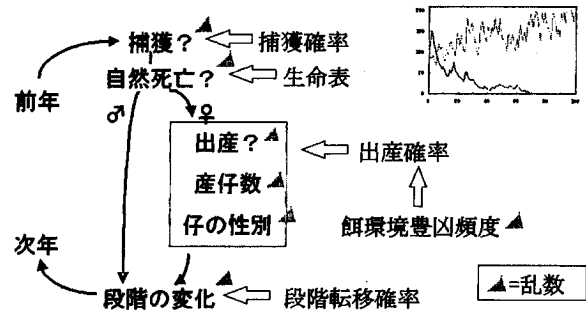 捕獲？
捕獲確率
自然死亡？
生命表
前年
♂
♀
出産？
出産確率
産仔数
仔の性別
餌環境豊凶頻度
次年
段階の変化
段階転移確率
=乱数